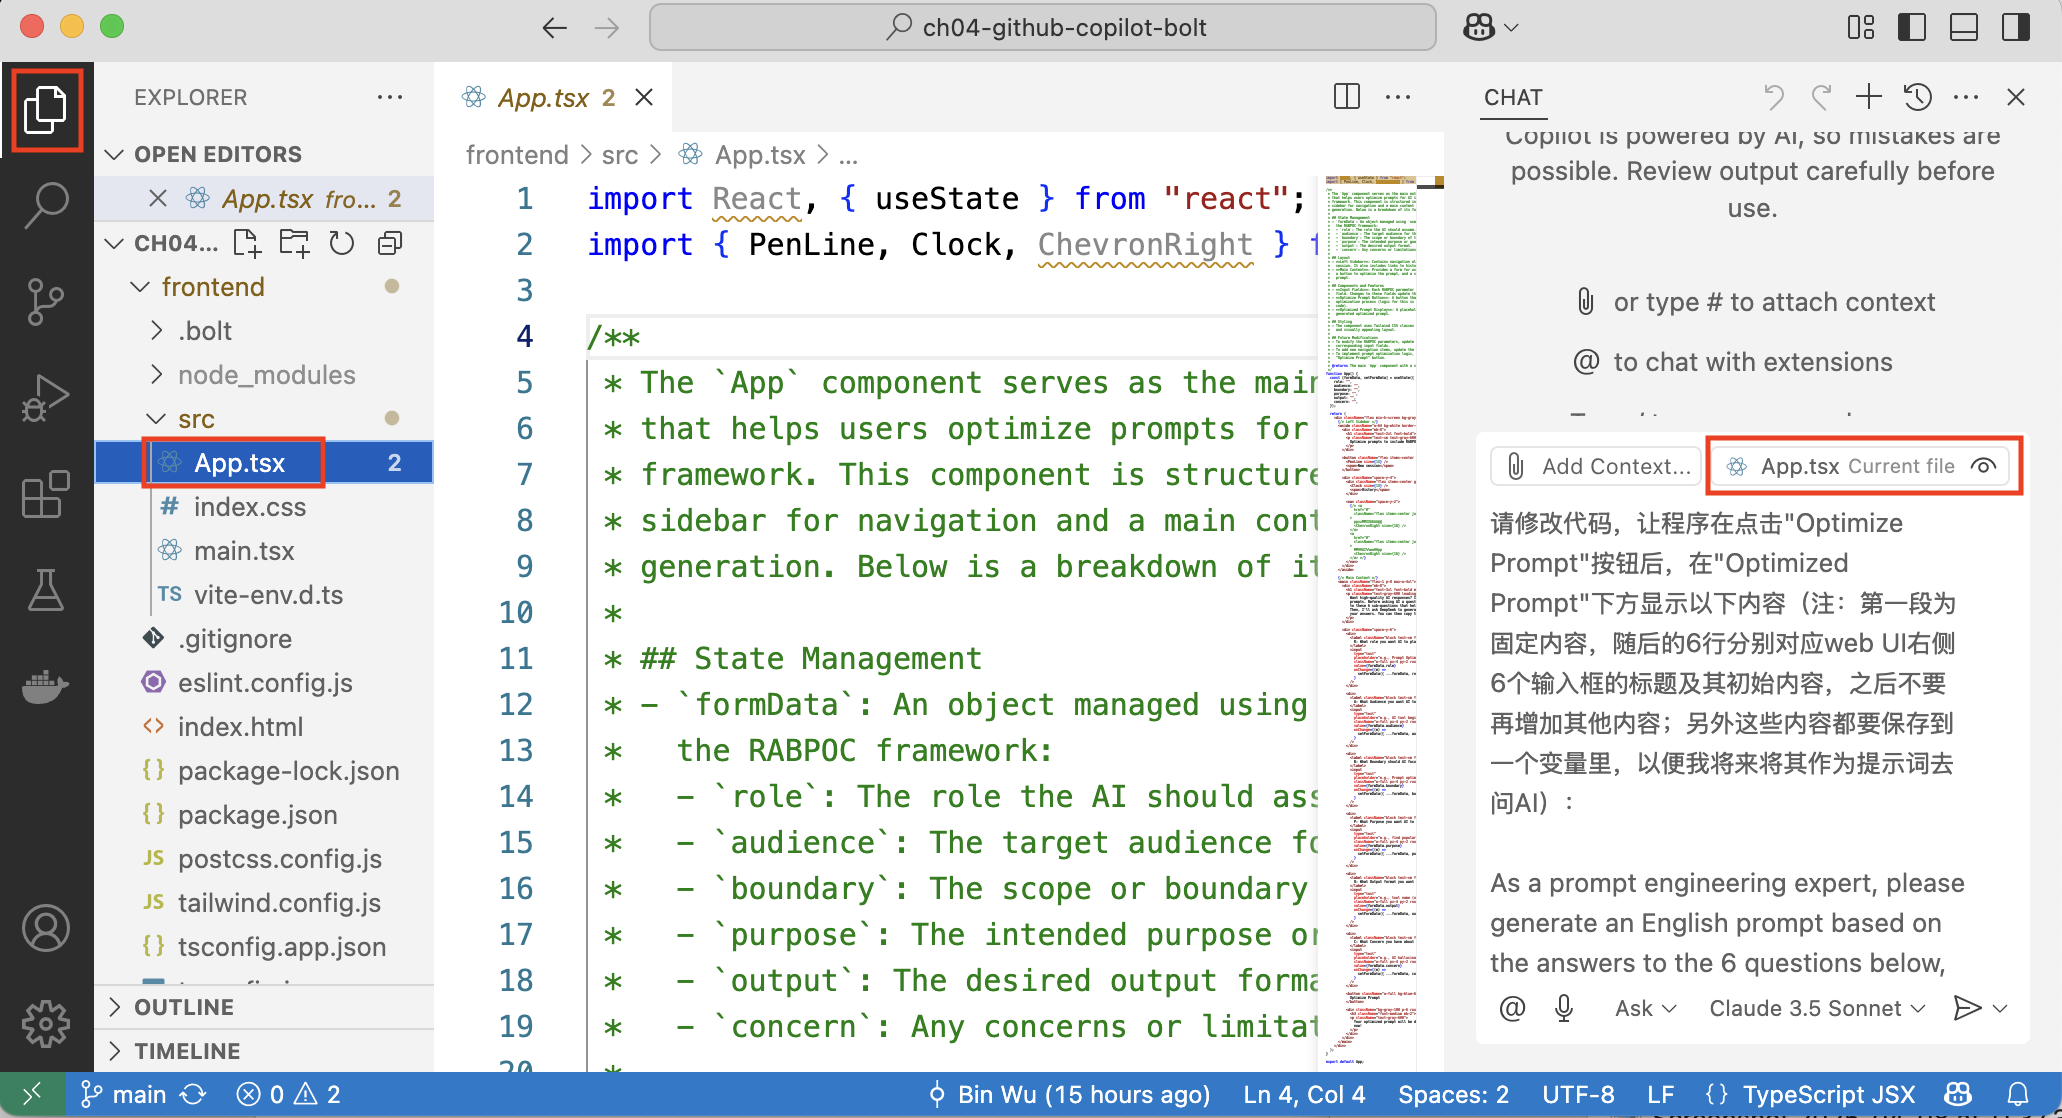 ch04-github-copilot-bolt
EXPLORER
OPEN EDITORS
App.tsx fro... 2
CH04...
frontend
.bolt
node_modules
src
App.tsx 2
index.css
main.tsx
TS vite-env.d.ts
.gitignore
eslint.config.js
index.html
package-lock.json
package.json
JS postcss.config.js
JS tailwind.config.js
tsconfig.app.json
OUTLINE
TIMELINE
App.tsx 2
frontend > src > App.tsx > ...
1 import React, { useState } from "react";
2 import { PenLine, Clock, ChevronRight } f
3
4 /**
5 * The `App` component serves as the main
6 * that helps users optimize prompts for
7 * framework. This component is structure
8 * sidebar for navigation and a main cont
9 * generation. Below is a breakdown of it
10 *
11 * ## State Management
12 * - `formData`: An object managed using
13 *   the RABPOC framework:
14 *   - `role`: The role the AI should ass
15 *   - `audience`: The target audience fo
16 *   - `boundary`: The scope or boundary
17 *   - `purpose`: The intended purpose or
18 *   - `output`: The desired output forma
19 *   - `concern`: Any concerns or limitat
20 *
CHAT
Copilot is powered by AI, so mistakes are
possible. Review output carefully before
use.
or type # to attach context
@ to chat with extensions
Add Context...
App.tsx Current file
请修改代码，让程序在点击"Optimize
Prompt"按钮后，在"Optimized
Prompt"下方显示以下内容（注：第一段为
固定内容，随后的6行分别对应web UI右侧
6个输入框的标题及其初始内容，之后不要
再增加其他内容；另外这些内容都要保存到
一个变量里，以便我将来将其作为提示词去
问AI）：
As a prompt engineering expert, please
generate an English prompt based on
the answers to the 6 questions below,
@ Ask Claude 3.5 Sonnet
main 0 2 Bin Wu (15 hours ago) Ln 4, Col 4 Spaces: 2 UTF-8 LF {} TypeScript JSX